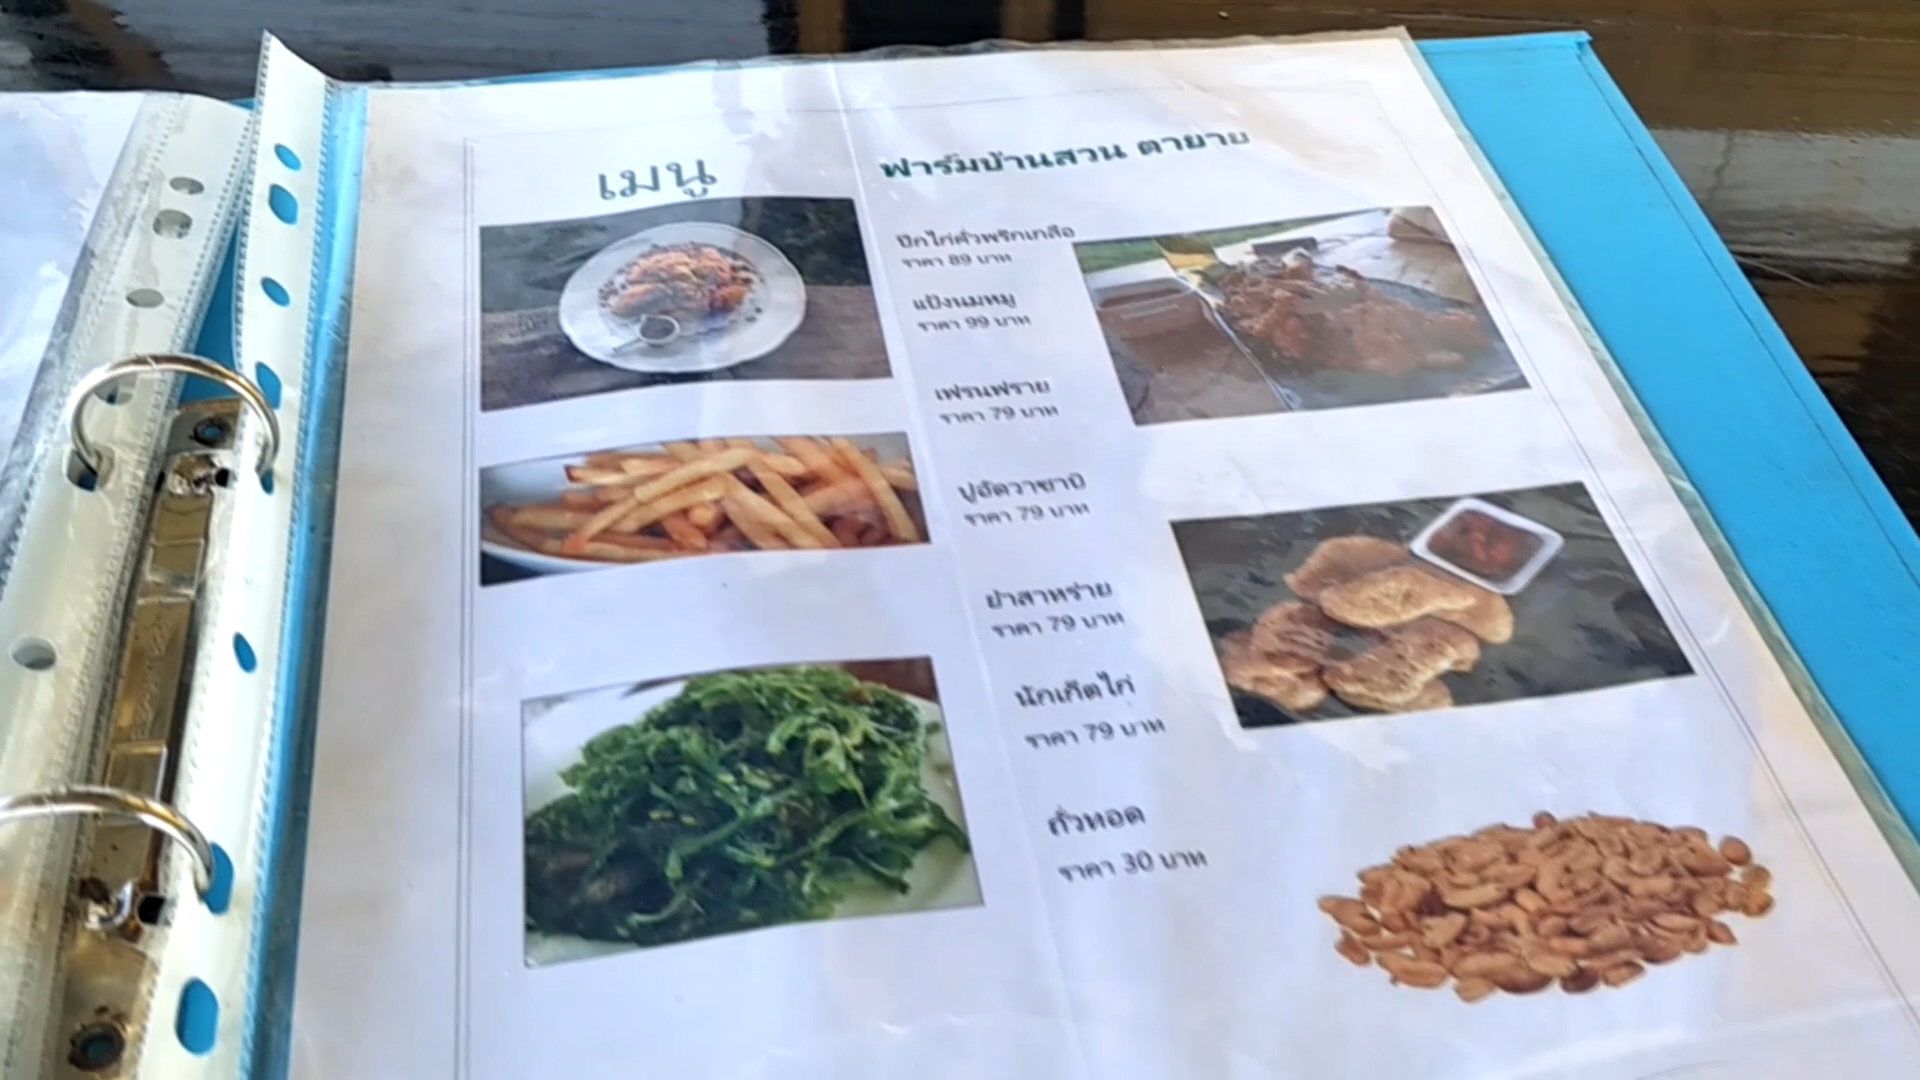 เมนู
ฟาร์มบ้านสวน ตายาย
ปีกไก่คั่วพริกเกลือ
ราคา 89 บาท
แป้งนมหมู
ราคา 99 บาท
เฟรนฟราย
ราคา 79 บาท
ปูอัดวาซาบิ
ราคา 79 บาท
ยำสาหร่าย
ราคา 79 บาท
นักเก็ตไก่
ราคา 79 บาท
ถั่วทอด
ราคา 30 บาท